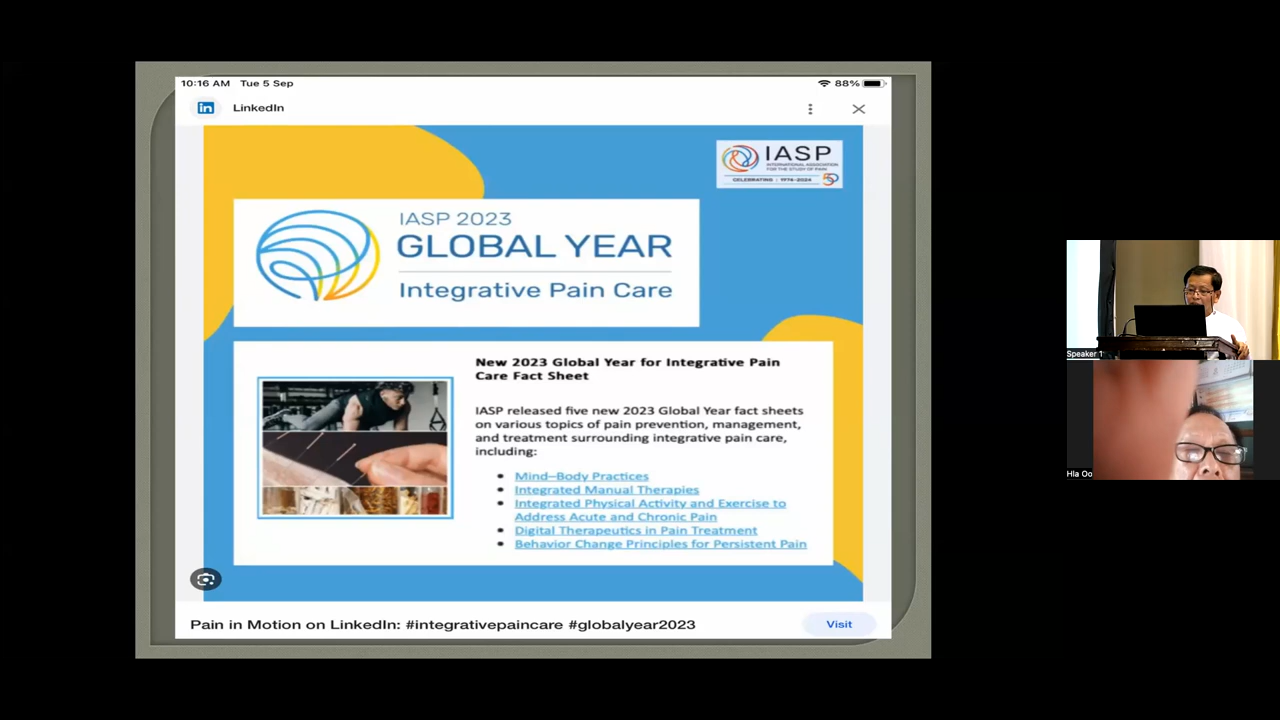 10:16 AM Tue 5 Sep
88%
in LinkedIn
IASP
INTERNATIONAL ASSOCIATION
FOR THE STUDY OF PAIN
CELEBRATING 1974-2024 50
IASP 2023
GLOBAL YEAR
Integrative Pain Care
New 2023 Global Year for Integrative Pain
Care Fact Sheet
IASP released five new 2023 Global Year fact sheets
on various topics of pain prevention, management,
and treatment surrounding integrative pain care,
including:
• Mind–Body Practices
• Integrated Manual Therapies
• Integrated Physical Activity and Exercise to
Address Acute and Chronic Pain
• Digital Therapeutics in Pain Treatment
• Behavior Change Principles for Persistent Pain
Pain in Motion on LinkedIn: #integrativepaincare #globalyear2023
Visit
Speaker 1
Hla Oo